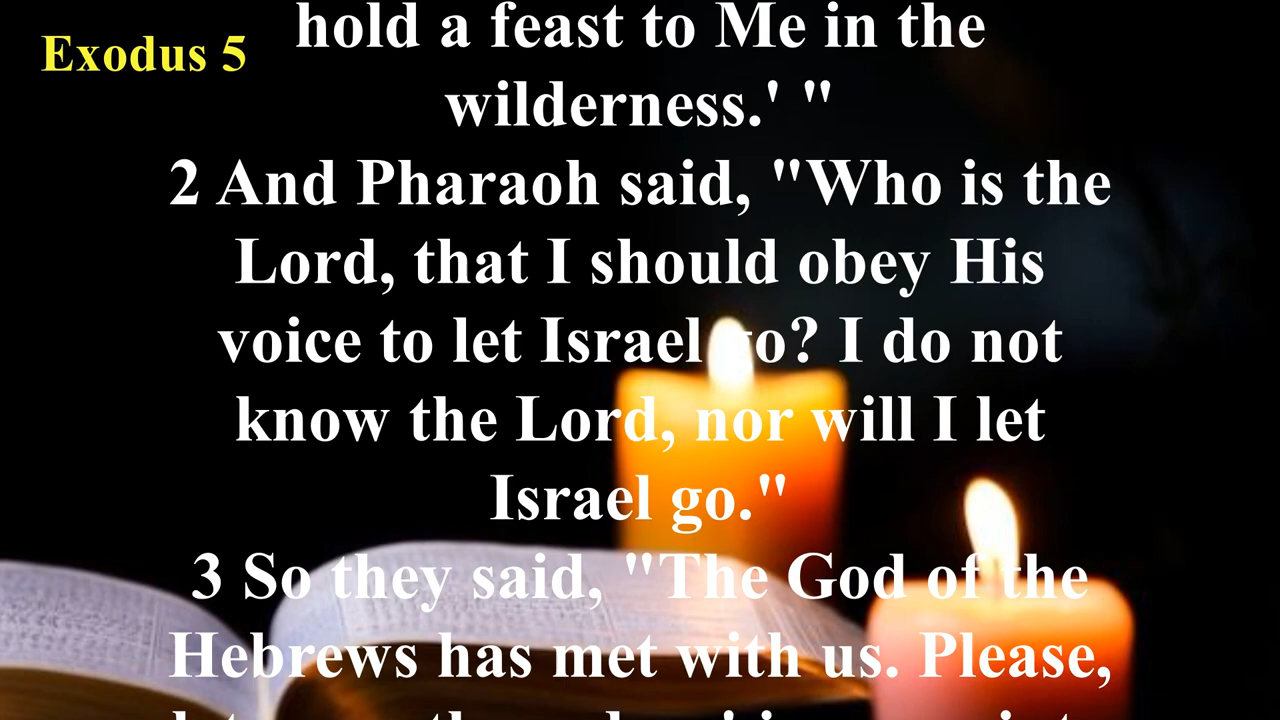 Exodus 5
hold a feast to Me in the
wilderness.' "
2 And Pharaoh said, "Who is the
Lord, that I should obey His
voice to let Israel go? I do not
know the Lord, nor will I let
Israel go."
3 So they said, "The God of the
Hebrews has met with us. Please,